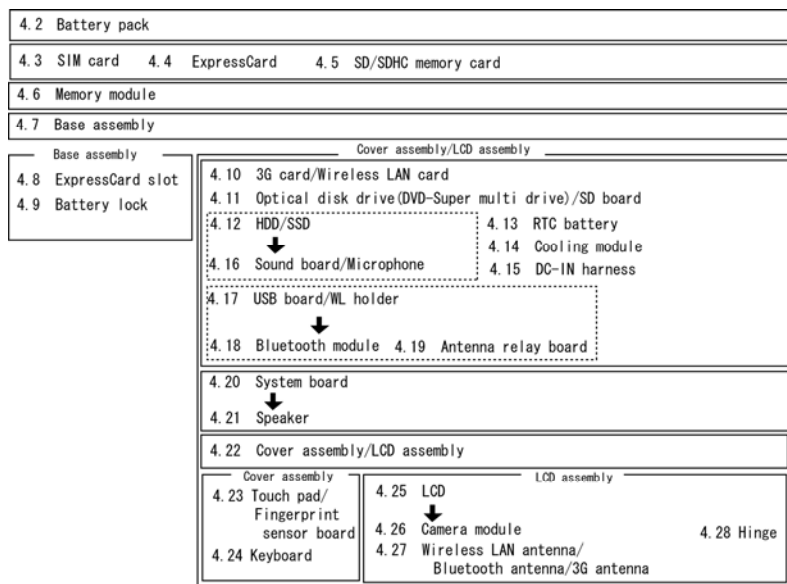 4.2 Battery pack
4.3 SIM card 4.4 ExpressCard 4.5 SD/SDHC memory card
4.6 Memory module
4.7 Base assembly
Base assembly
4.8 ExpressCard slot
4.9 Battery lock
Cover assembly/LCD assembly
4.10 3G card/Wireless LAN card
4.11 Optical disk drive(DVD-Super multi drive)/SD board
4.12 HDD/SSD
4.16 Sound board/Microphone
4.13 RTC battery
4.14 Cooling module
4.15 DC-IN harness
4.17 USB board/WL holder
4.18 Bluetooth module 4.19 Antenna relay board
4.20 System board
4.21 Speaker
4.22 Cover assembly/LCD assembly
Cover assembly
4.23 Touch pad/
Fingerprint
sensor board
4.24 Keyboard
LCD assembly
4.25 LCD
4.26 Camera module
4.27 Wireless LAN antenna/
Bluetooth antenna/3G antenna
4.28 Hinge